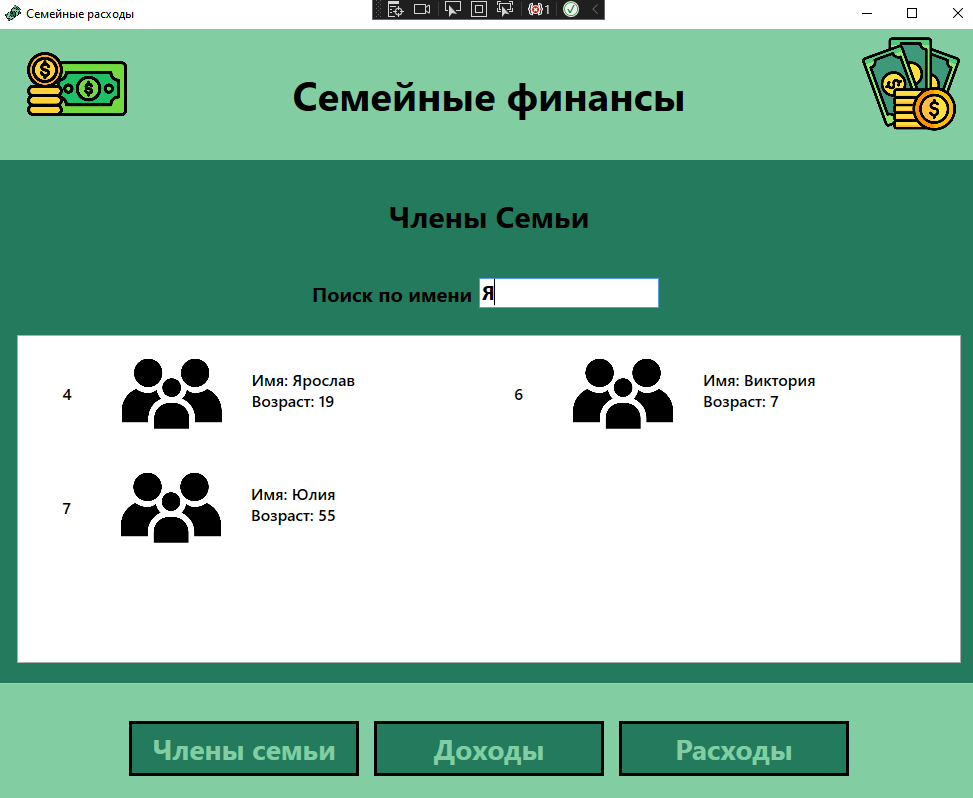 Семейные расходы
1
Семейные финансы
Члены Семьи
Поиск по имени Я
4
Имя: Ярослав
Возраст: 19
6
Имя: Виктория
Возраст: 7
7
Имя: Юлия
Возраст: 55
Члены семьи
Доходы
Расходы